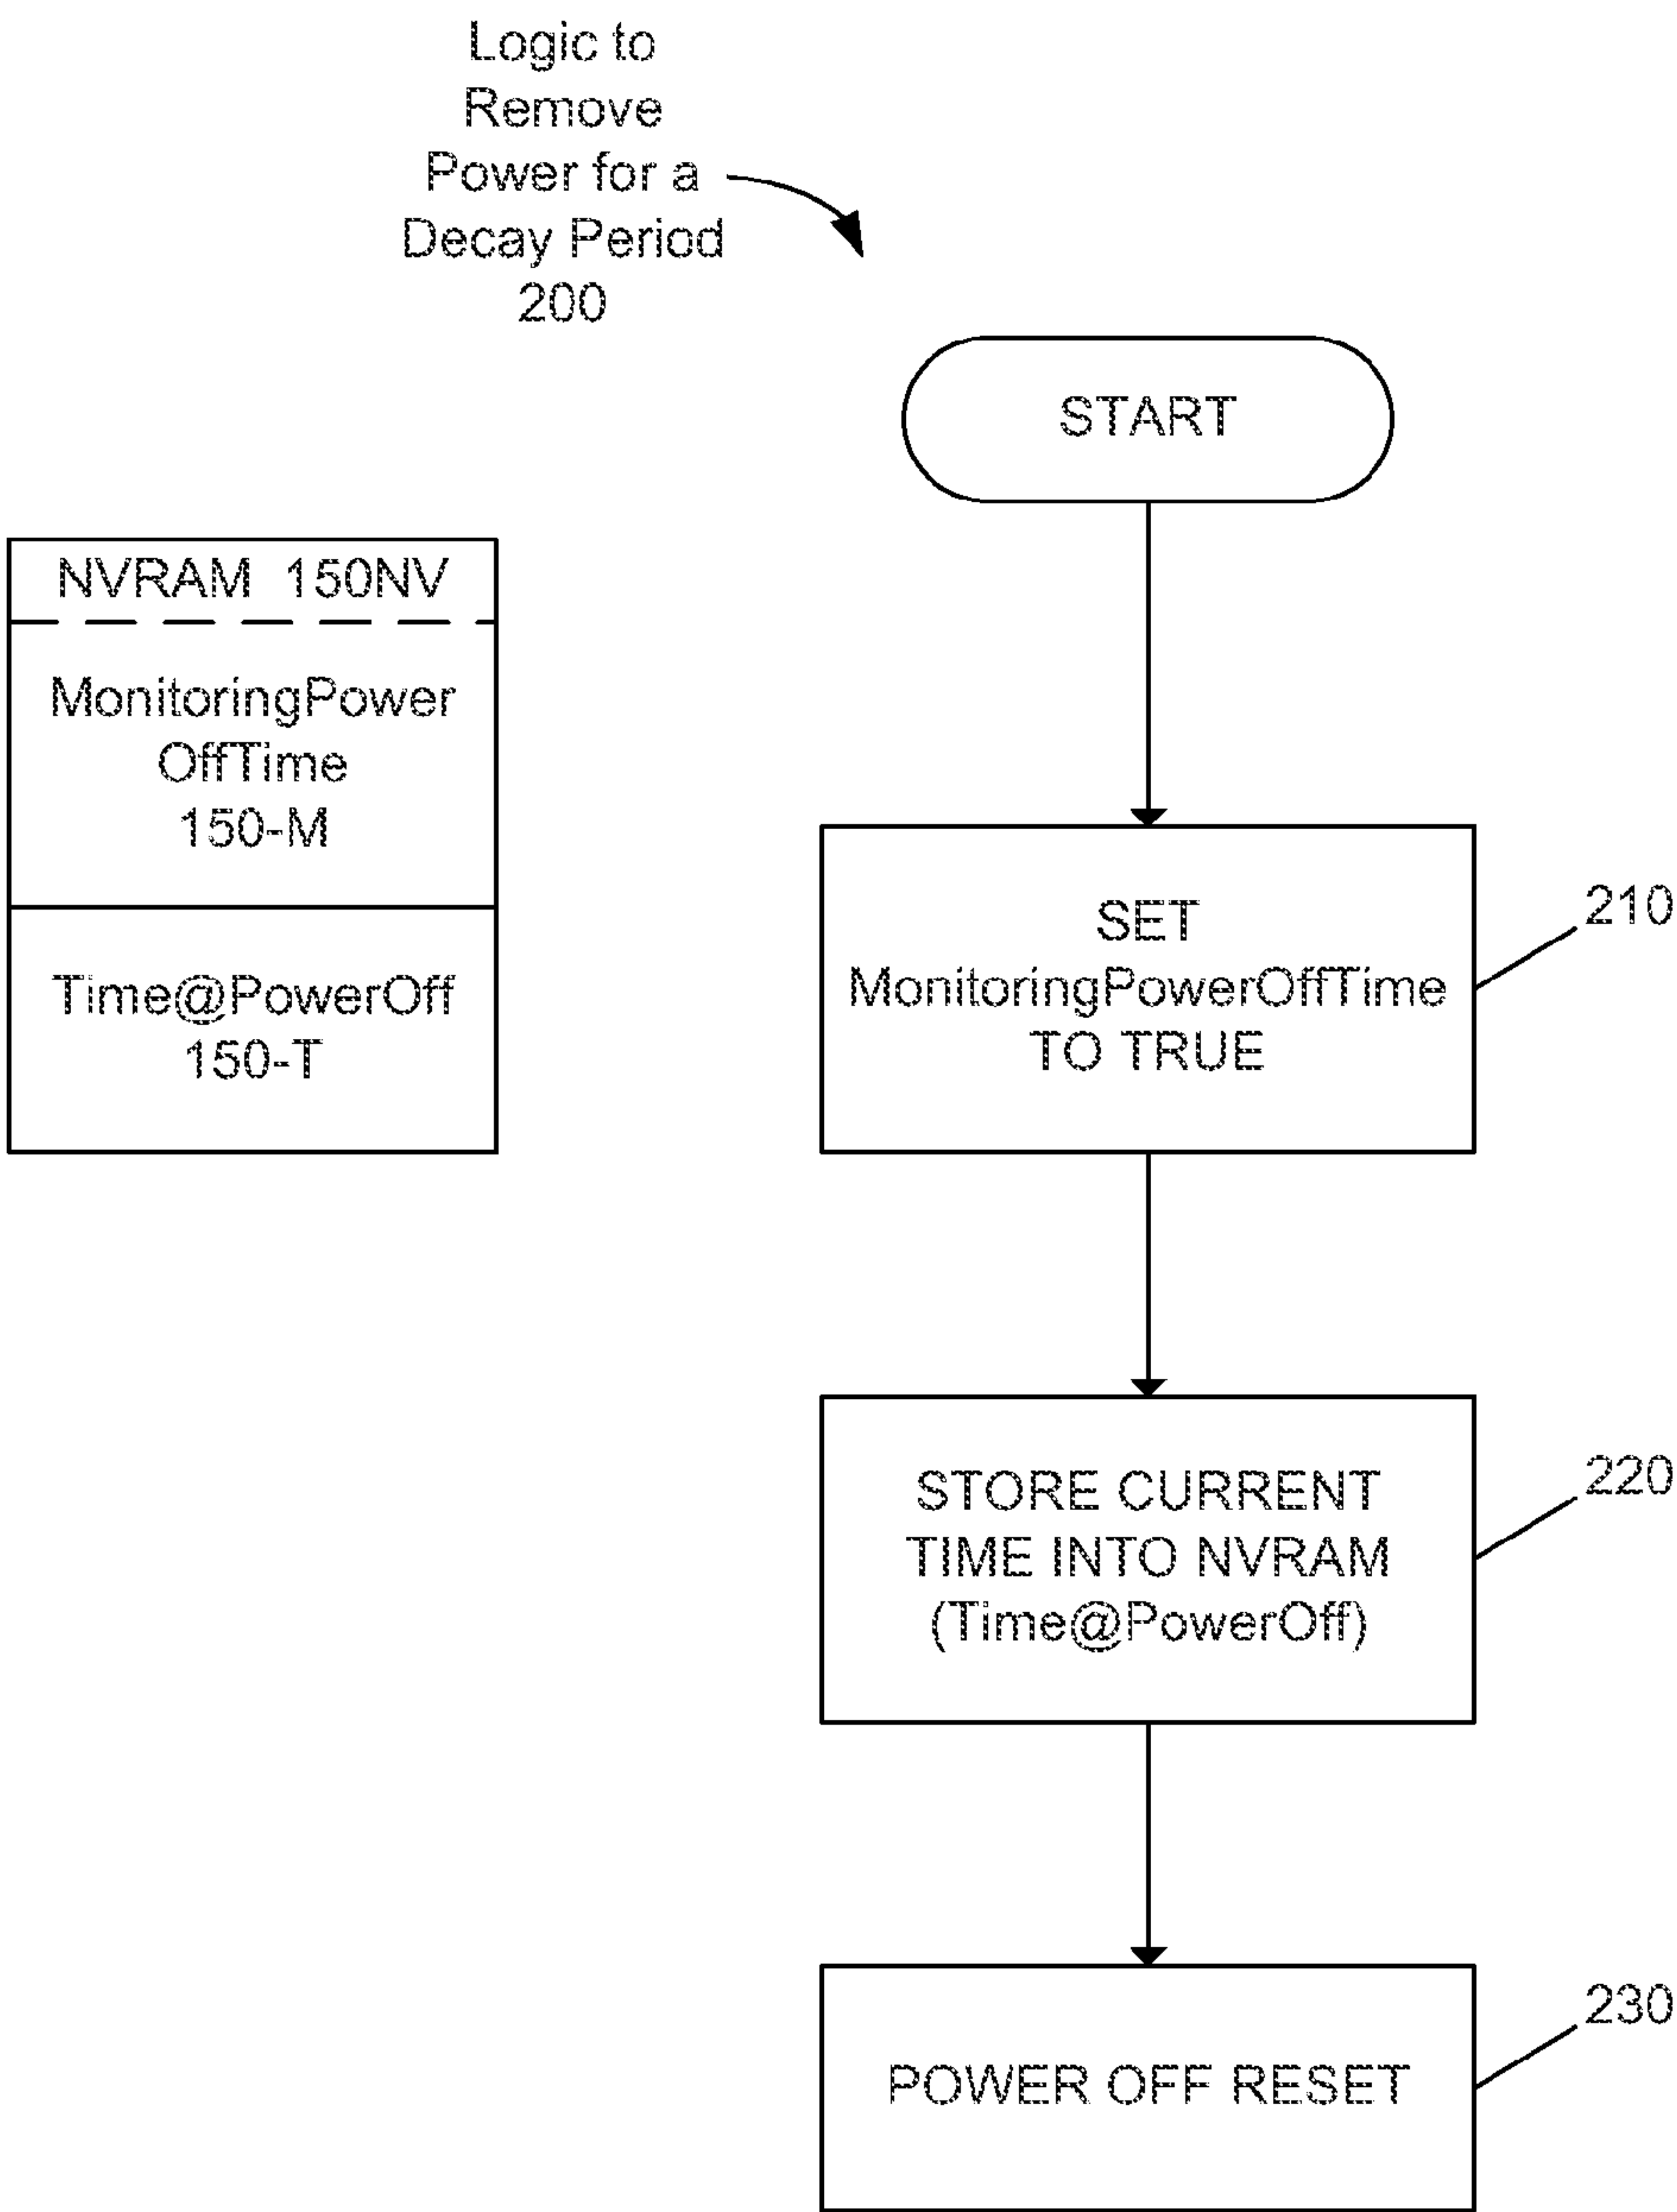 Logic to
Remove
Power for a
Decay Period
200
START
NVRAM 150NV
MonitoringPower
OffTime
150-M
Time@PowerOff
150-T
SET
MonitoringPowerOffTime
TO TRUE
210
STORE CURRENT
TIME INTO NVRAM
(Time@PowerOff)
220
POWER OFF RESET
230